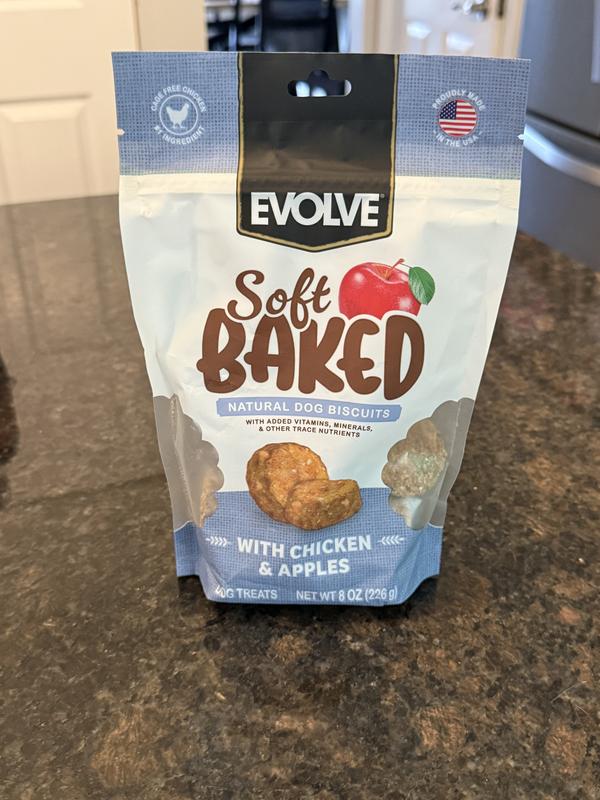 CAGE FREE CHICKEN
#1 INGREDIENT
PROUDLY MADE
IN THE USA
EVOLVE
Soft
BAKED
NATURAL DOG BISCUITS
WITH ADDED VITAMINS, MINERALS,
& OTHER TRACE NUTRIENTS
WITH CHICKEN
& APPLES
DOG TREATS NET WT 8 OZ (226 g)